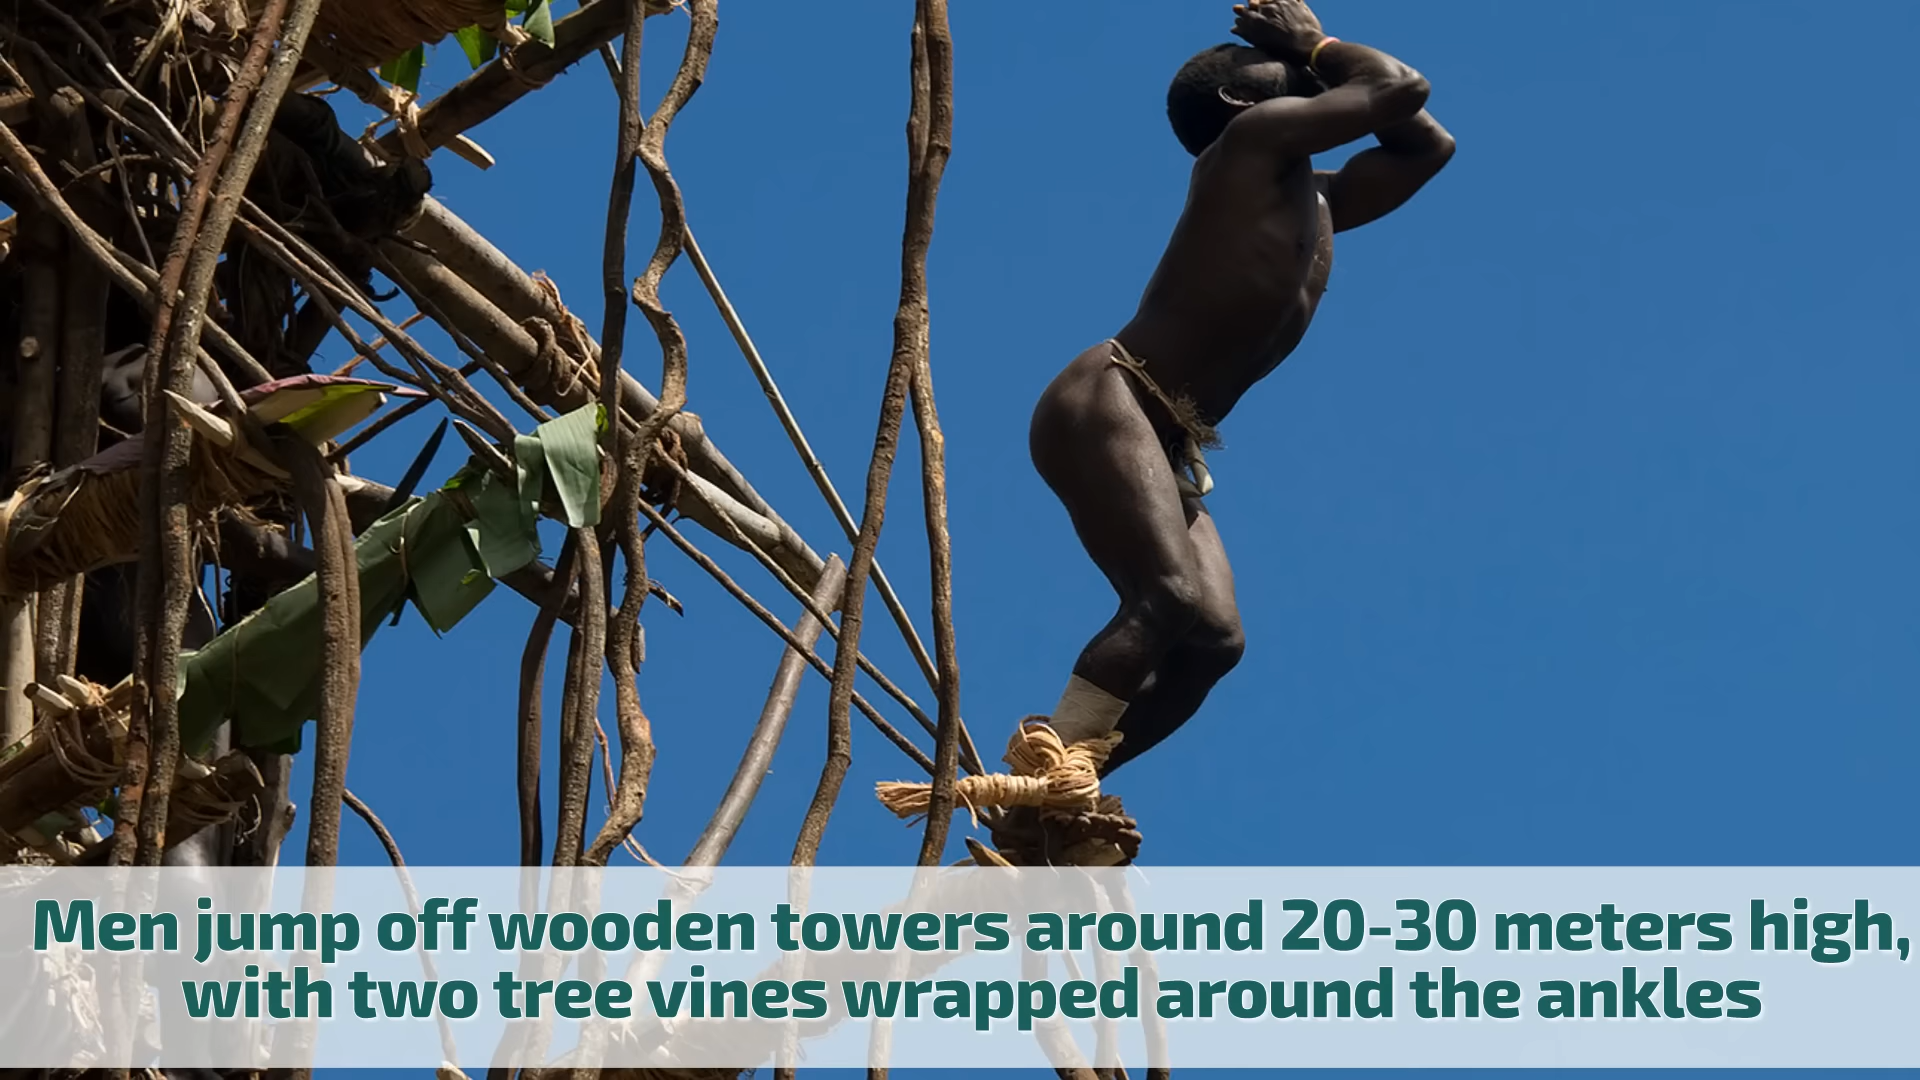 Men jump off wooden towers around 20-30 meters high,
with two tree vines wrapped around the ankles